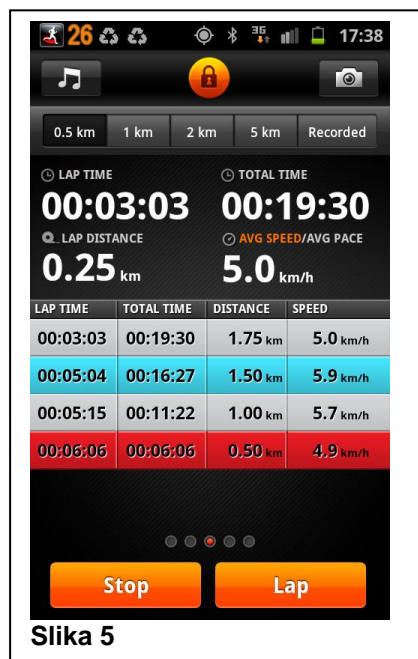 26 3G 17:38
0.5 km 1 km 2 km 5 km Recorded
LAP TIME TOTAL TIME
00:03:03 00:19:30
LAP DISTANCE AVG SPEED/AVG PACE
0.25 km 5.0 km/h
LAP TIME TOTAL TIME DISTANCE SPEED
00:03:03 00:19:30 1.75 km 5.0 km/h
00:05:04 00:16:27 1.50 km 5.9 km/h
00:05:15 00:11:22 1.00 km 5.7 km/h
00:06:06 00:06:06 0.50 km 4.9 km/h
Stop Lap
Slika 5